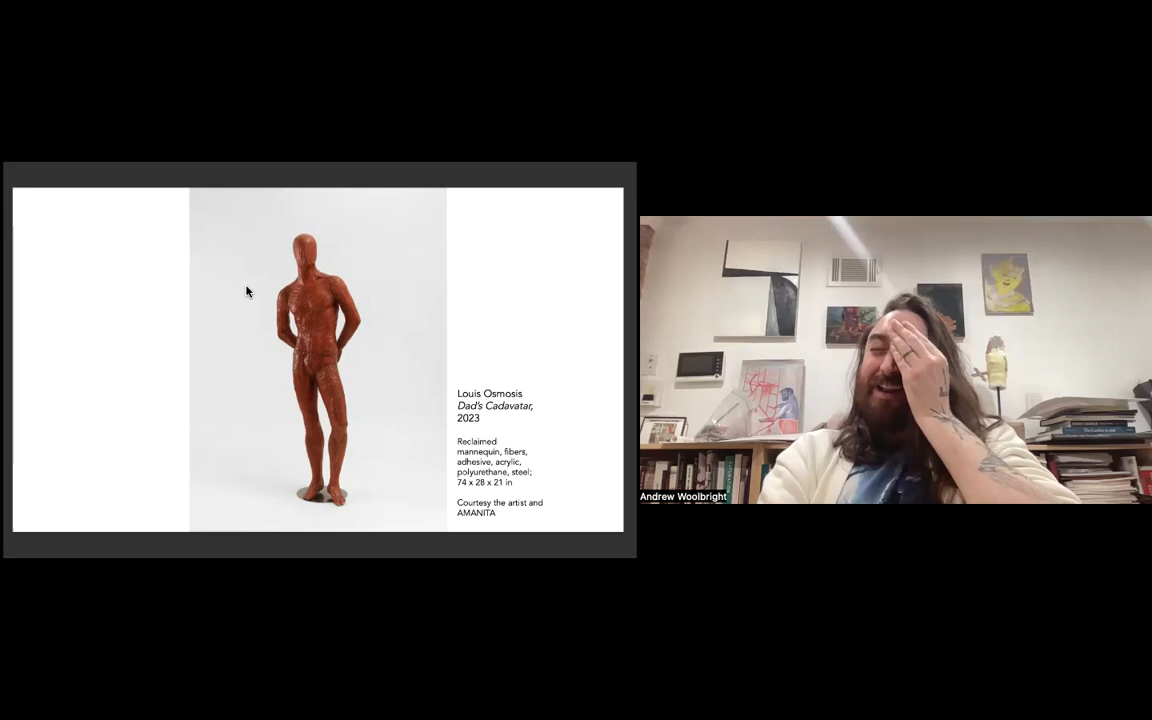 Louis Osmosis
Dad's Cadavatar,
2023
Reclaimed
mannequin, fibers,
adhesive, acrylic,
polyurethane, steel;
74 x 28 x 21 in
Courtesy the artist and
AMANITA
Andrew Woolbright